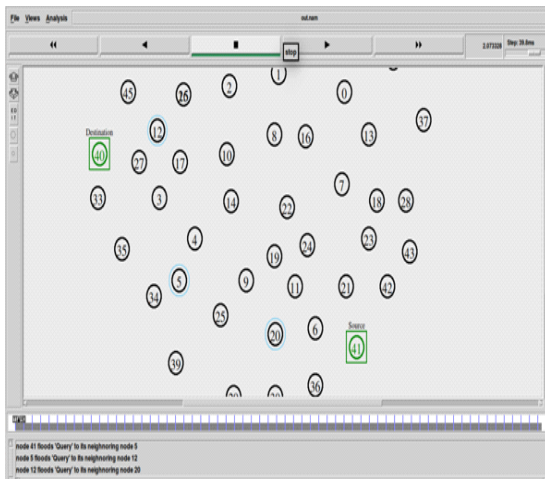 File Views Analysis
out.nam
2.073328 Step: 39.8ms
stop
1
45 26 2 0
37
12 8 16 13
Destination
40
27 17 10
7
33 3 14 22 18 28
4 24 23
35 19 43
5 9 11 21 42
34
25
20 6
Source
41
39
36
node 41 floods 'Query' to its neighnoring node 5
node 5 floods 'Query' to its neighnoring node 12
node 12 floods 'Query' to its neighnoring node 20